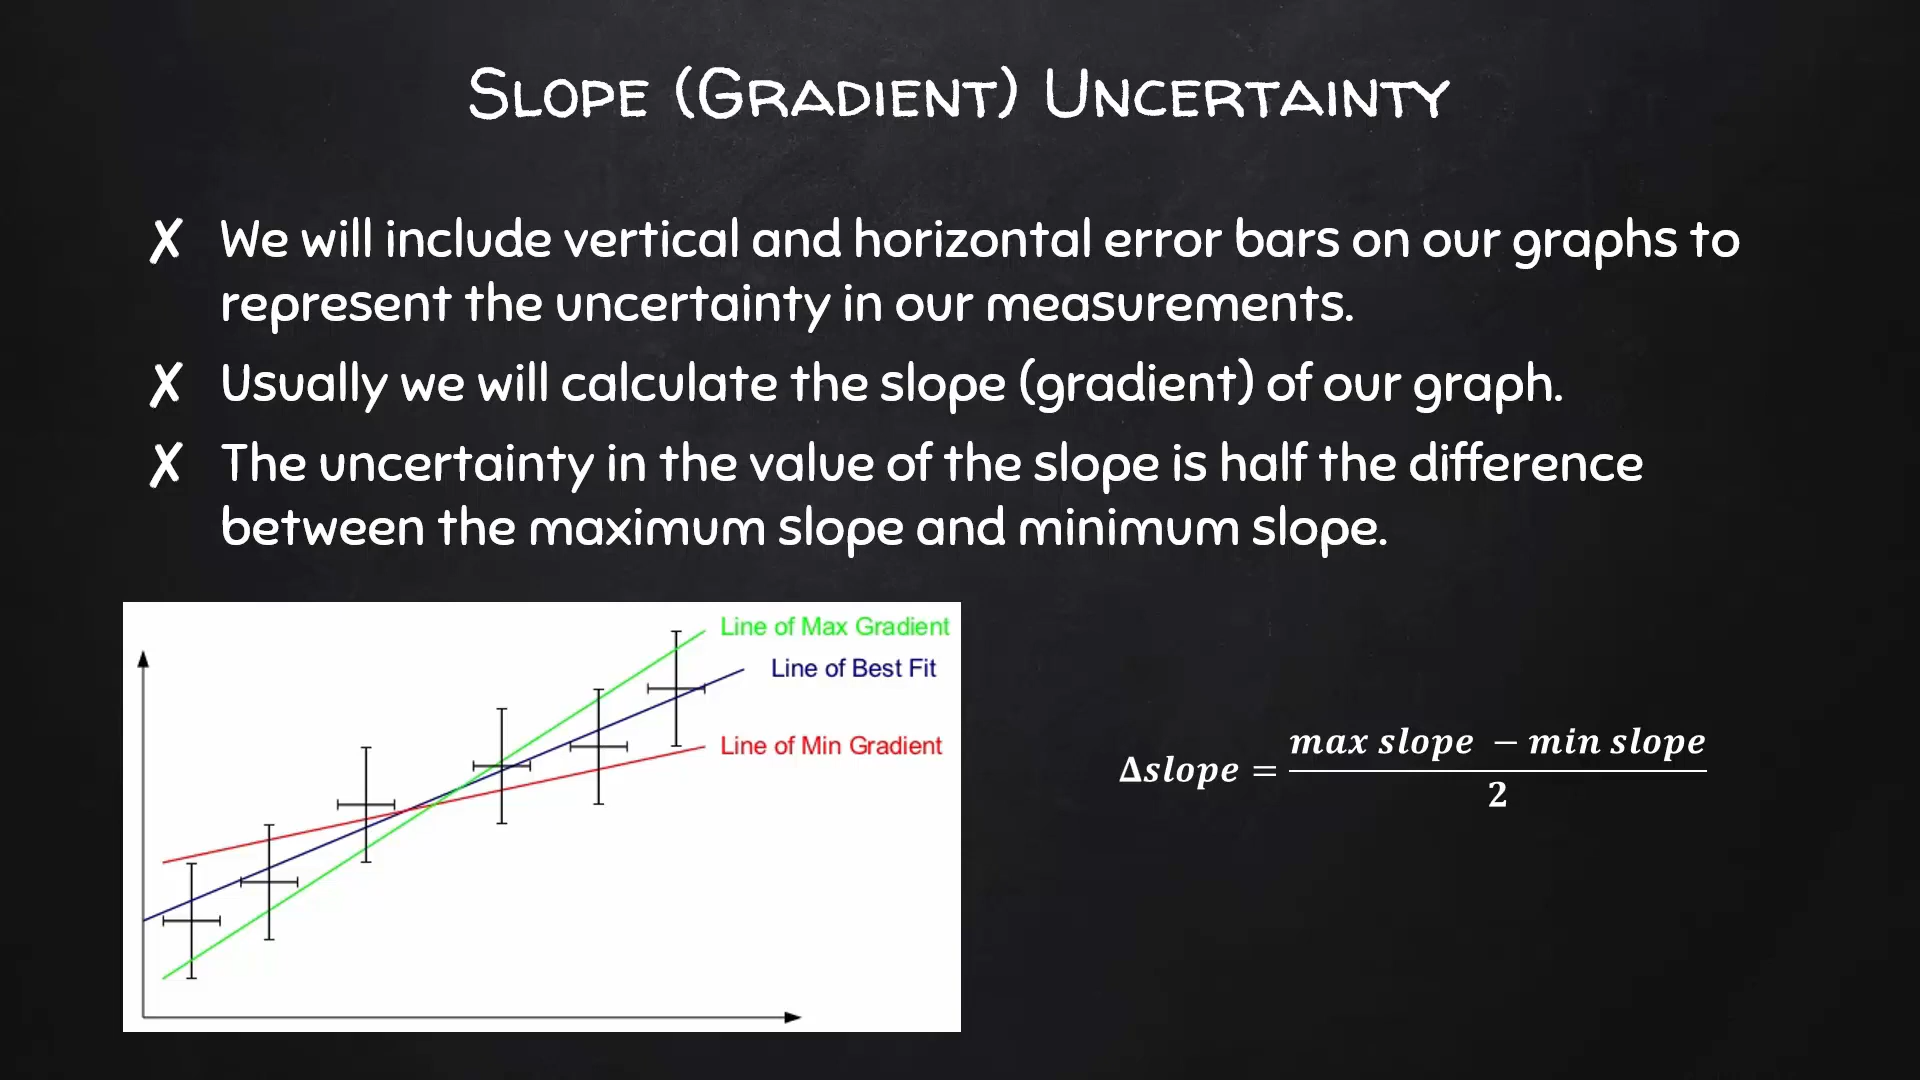 Slope (Gradient) Uncertainty
✗ We will include vertical and horizontal error bars on our graphs to
represent the uncertainty in our measurements.
✗ Usually we will calculate the slope (gradient) of our graph.
✗ The uncertainty in the value of the slope is half the difference
between the maximum slope and minimum slope.
Line of Max Gradient
Line of Best Fit
Line of Min Gradient
Δslope = (max slope − min slope) / 2